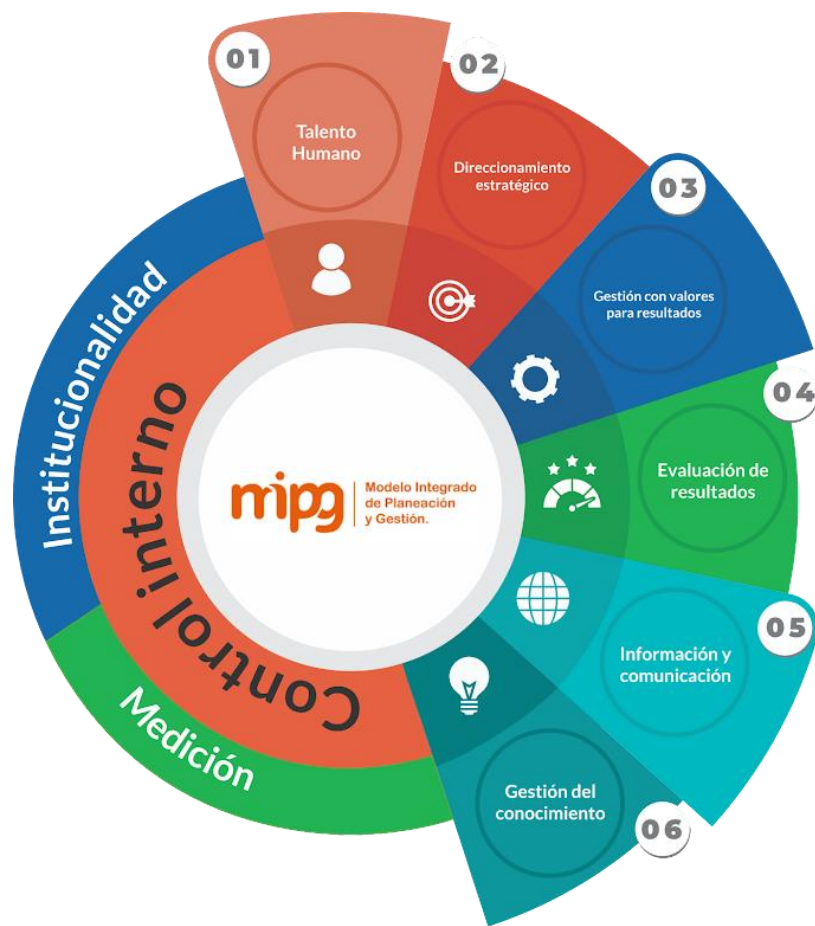 01
Talento
Humano
02
Direccionamiento
estratégico
03
Gestión con valores
para resultados
04
Evaluación de
resultados
05
Información y
comunicación
06
Gestión del
conocimiento
Institucionalidad
Control interno
Medición
mipg
Modelo Integrado
de Planeación
y Gestión.